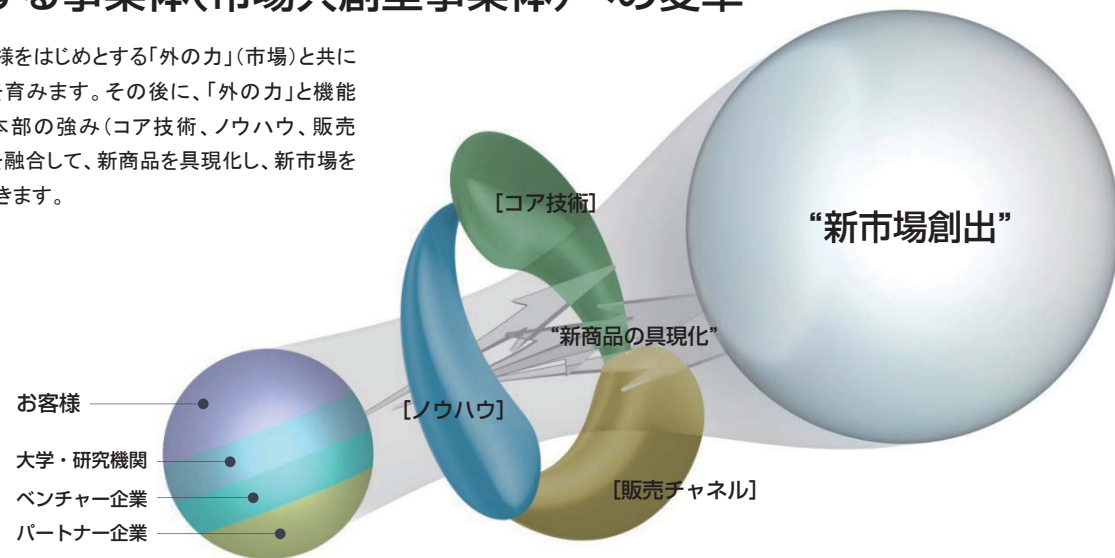 する事業体(市場共創型事業体)への変革
様をはじめとする「外の力」(市場)と共に
を育みます。その後に、「外の力」と機能
本部の強み(コア技術、ノウハウ、販売
を融合して、新商品を具現化し、新市場を
きます。
[コア技術]
“新市場創出”
“新商品の具現化”
[ノウハウ]
[販売チャネル]
お客様
大学・研究機関
ベンチャー企業
パートナー企業